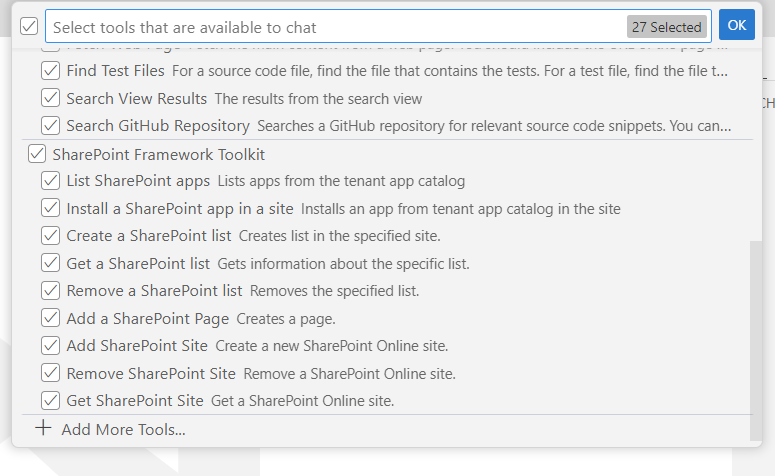 Select tools that are available to chat
27 Selected
OK
Find Test Files For a source code file, find the file that contains the tests. For a test file, find the file t...
Search View Results The results from the search view
Search GitHub Repository Searches a GitHub repository for relevant source code snippets. You can...
SharePoint Framework Toolkit
List SharePoint apps Lists apps from the tenant app catalog
Install a SharePoint app in a site Installs an app from tenant app catalog in the site
Create a SharePoint list Creates list in the specified site.
Get a SharePoint list Gets information about the specific list.
Remove a SharePoint list Removes the specified list.
Add a SharePoint Page Creates a page.
Add SharePoint Site Create a new SharePoint Online site.
Remove SharePoint Site Remove a SharePoint Online site.
Get SharePoint Site Get a SharePoint Online site.
Add More Tools...